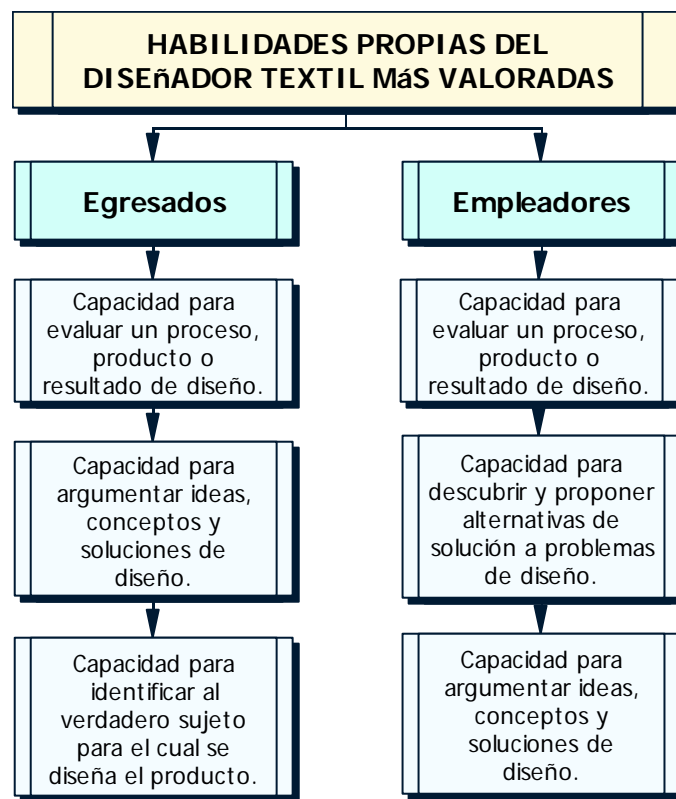 HABILIDADES PROPIAS DEL
DISEñADOR TEXTIL MáS VALORADAS
Egresados
Capacidad para
evaluar un proceso,
producto o
resultado de diseño.
Capacidad para
argumentar ideas,
conceptos y
soluciones de
diseño.
Capacidad para
identificar al
verdadero sujeto
para el cual se
diseña el producto.
Empleadores
Capacidad para
evaluar un proceso,
producto o
resultado de diseño.
Capacidad para
descubrir y proponer
alternativas de
solución a problemas
de diseño.
Capacidad para
argumentar ideas,
conceptos y
soluciones de
diseño.